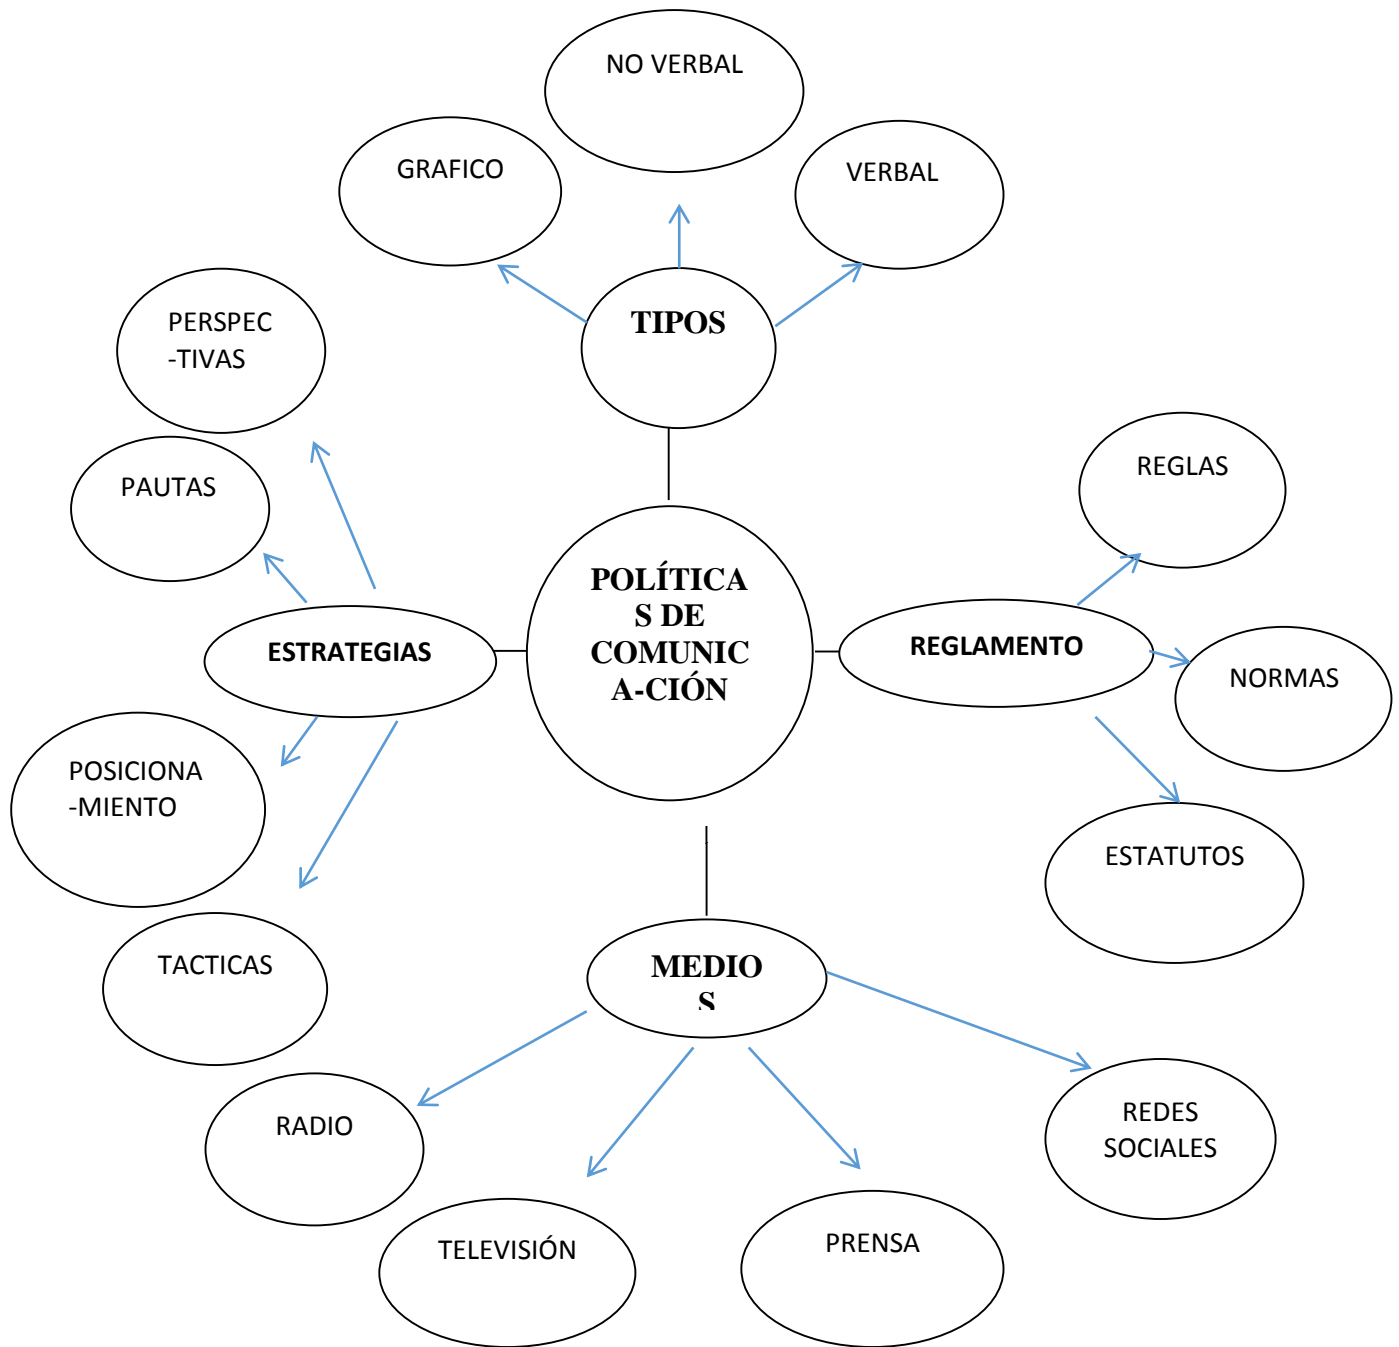 NO VERBAL
GRAFICO
VERBAL
TIPOS
PERSPEC
-TIVAS
PAUTAS
REGLAS
POLÍTICA
S DE
COMUNIC
A-CIÓN
ESTRATEGIAS
REGLAMENTO
NORMAS
POSICIONA
-MIENTO
ESTATUTOS
TACTICAS
MEDIO
S
RADIO
REDES
SOCIALES
TELEVISIÓN
PRENSA